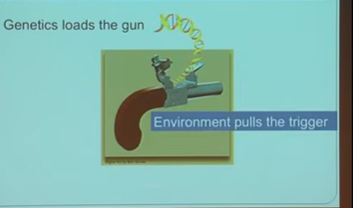 Genetics loads the gun
Environment pulls the trigger